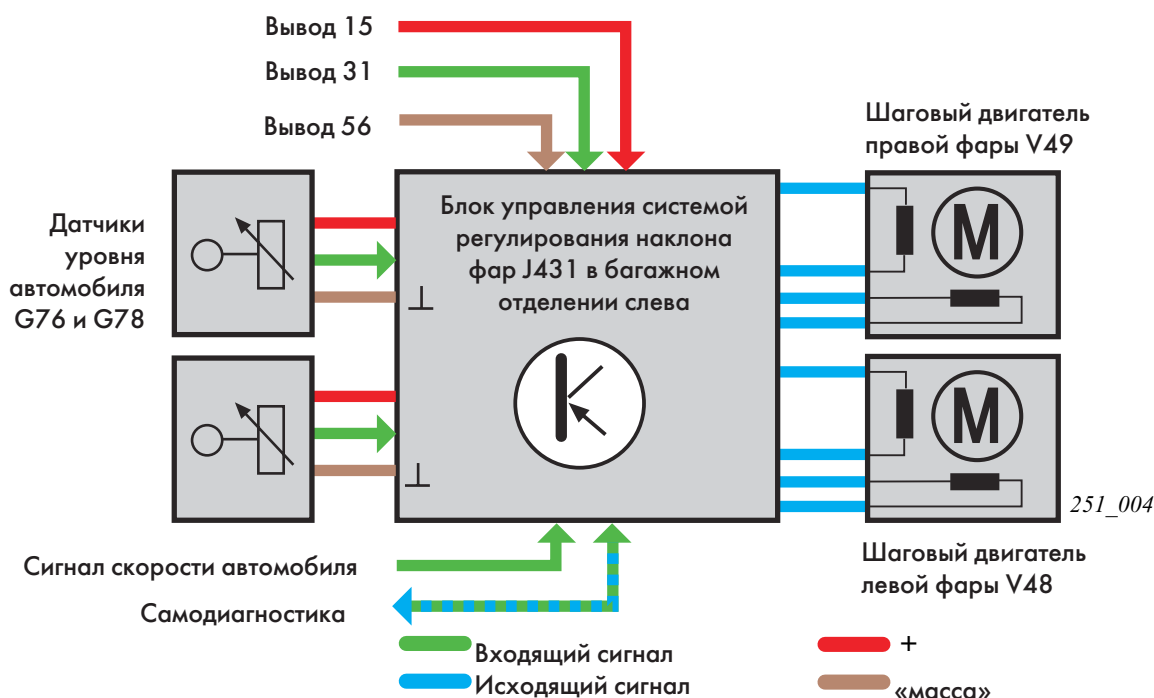 Вывод 15
Вывод 31
Вывод 56
Шаговый двигатель
правой фары V49
Датчики
уровня
автомобиля
G76 и G78
Блок управления системой
регулирования наклона
фар J431 в багажном
отделении слева
M
M
251_004
Шаговый двигатель
левой фары V48
Сигнал скорости автомобиля
Самодиагностика
Входящий сигнал
+
Исходящий сигнал
«масса»